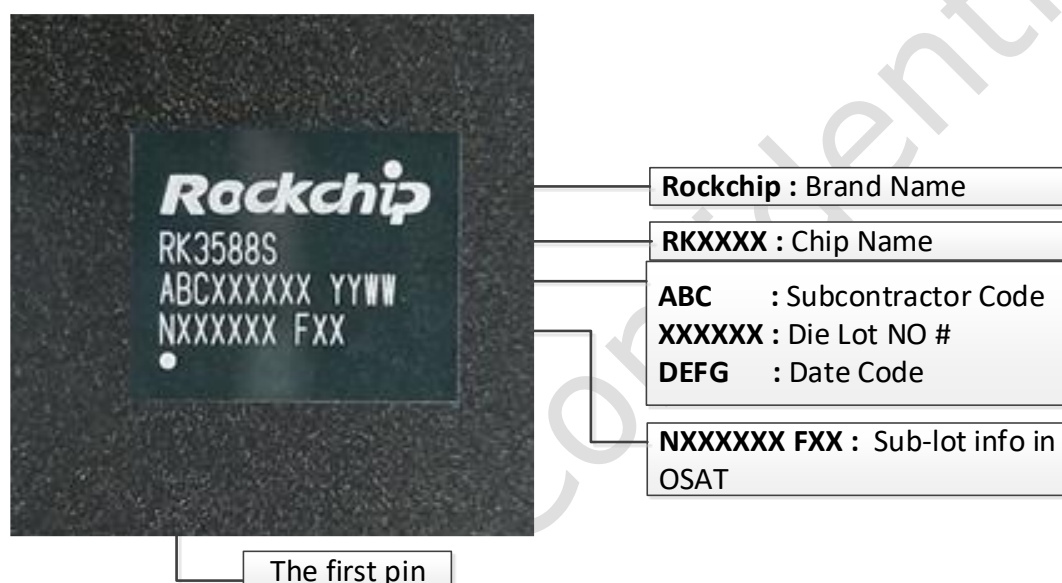 Rockchip
RK3588S
ABCXXXXXX YYWW
NXXXXXX FXX
Rockchip : Brand Name
RKXXXX : Chip Name
ABC : Subcontractor Code
XXXXXX : Die Lot NO #
DEFG : Date Code
NXXXXXX FXX : Sub-lot info in
OSAT
The first pin
Confidenti